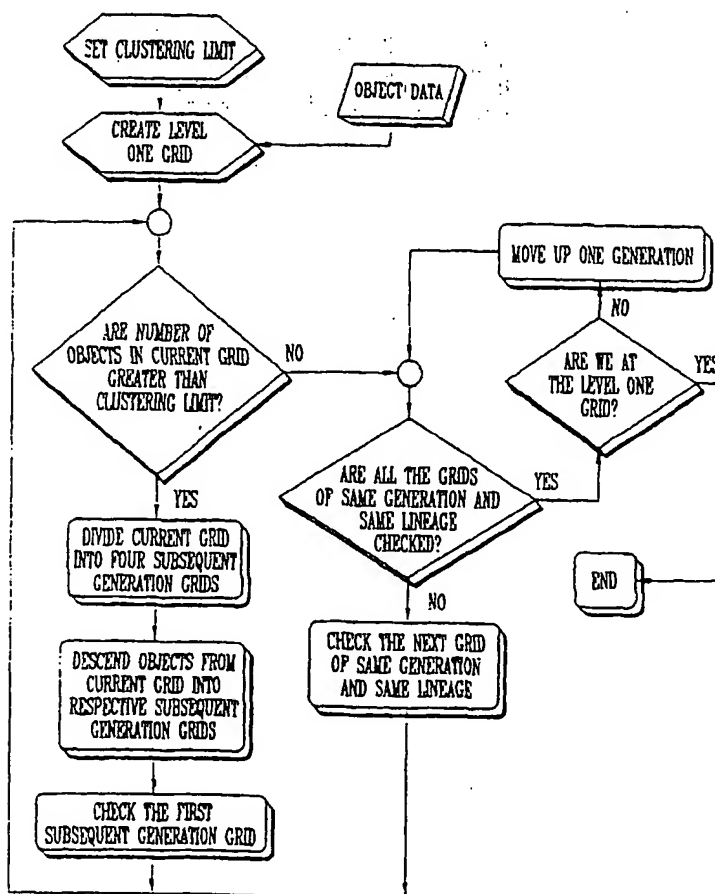 SET CLUSTERING LIMIT
OBJECT DATA
CREATE LEVEL
ONE GRID
MOVE UP ONE GENERATION
NO
ARE NUMBER OF
OBJECTS IN CURRENT GRID
GREATER THAN
CLUSTERING LIMIT?
NO
ARE WE AT
THE LEVEL ONE
GRID?
YES
ARE ALL THE GRIDS
OF SAME GENERATION AND
SAME LINEAGE
CHECKED?
YES
YES
DIVIDE CURRENT GRID
INTO FOUR SUBSEQUENT
GENERATION GRIDS
END
NO
CHECK THE NEXT GRID
OF SAME GENERATION
AND SAME LINEAGE
DESCEND OBJECTS FROM
CURRENT GRID INTO
RESPECTIVE SUBSEQUENT
GENERATION GRIDS
CHECK THE FIRST
SUBSEQUENT GENERATION GRID